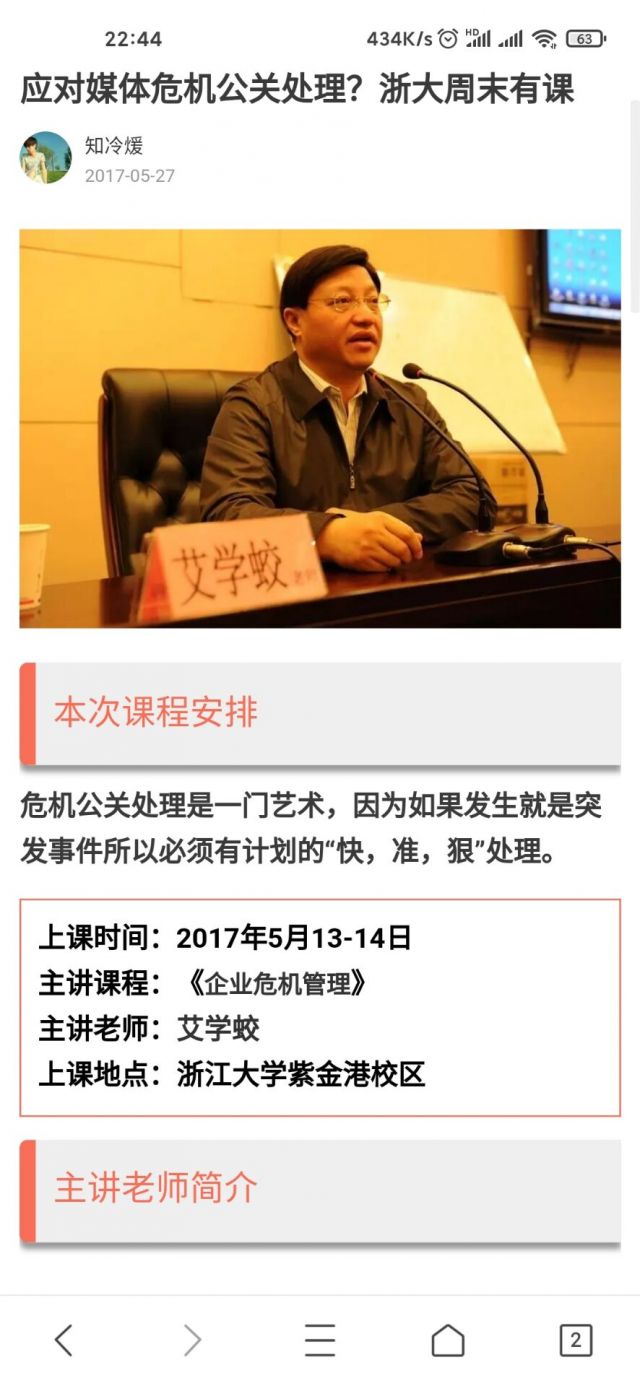 22:44
434K/s HD 63
应对媒体危机公关处理？浙大周末有课
知冷煖
2017-05-27
艾学蛟 老师
本次课程安排
危机公关处理是一门艺术，因为如果发生就是突
发事件所以必须有计划的“快，准，狠”处理。
上课时间：2017年5月13-14日
主讲课程：《企业危机管理》
主讲老师：艾学蛟
上课地点：浙江大学紫金港校区
主讲老师简介
2